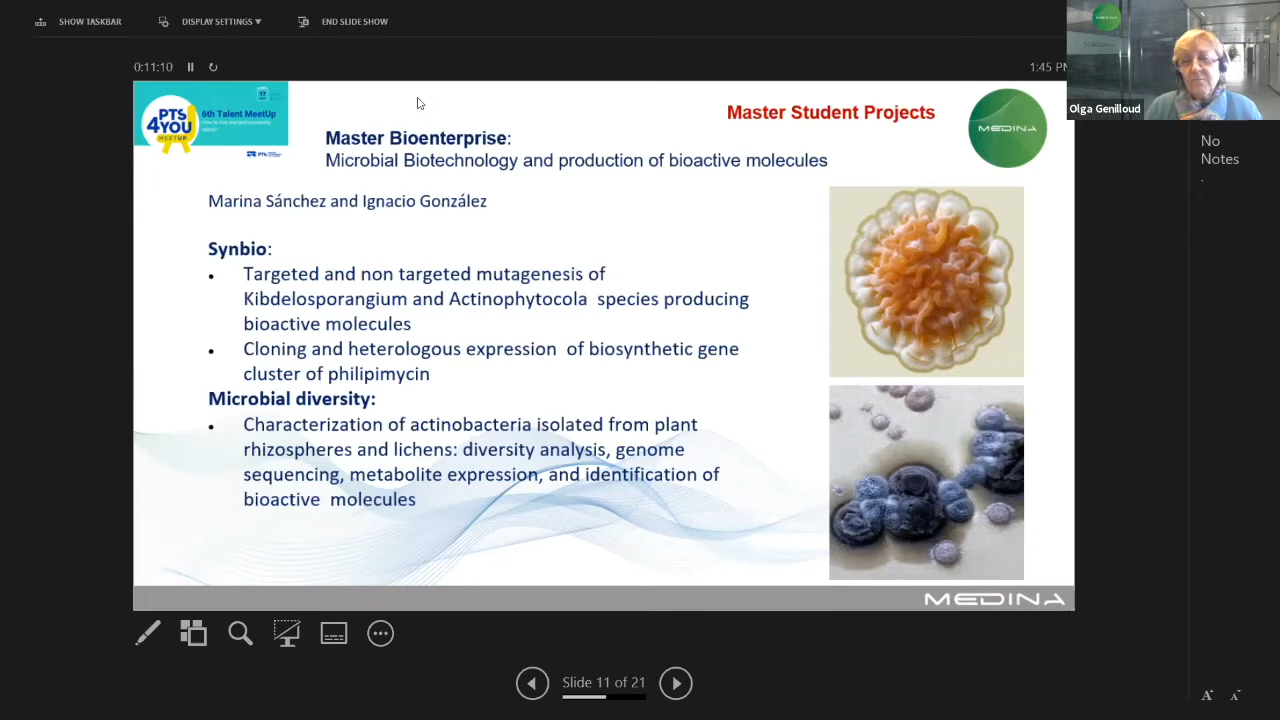 SHOW TASKBAR
DISPLAY SETTINGS ▼
END SLIDE SHOW
MEDINA
Olga Genilloud
0:11:10
1:45 PM
PTS
4YOU
MEETUP
17
6th Talent MeetUp
Master Student Projects
MEDINA
Master Bioenterprise:
Microbial Biotechnology and production of bioactive molecules
Marina Sánchez and Ignacio González
Synbio:
• Targeted and non targeted mutagenesis of
Kibdelosporangium and Actinophytocola species producing
bioactive molecules
• Cloning and heterologous expression of biosynthetic gene
cluster of philipimycin
Microbial diversity:
• Characterization of actinobacteria isolated from plant
rhizospheres and lichens: diversity analysis, genome
sequencing, metabolite expression, and identification of
bioactive molecules
MEDINA
No
Notes
.
Slide 11 of 21
A
A